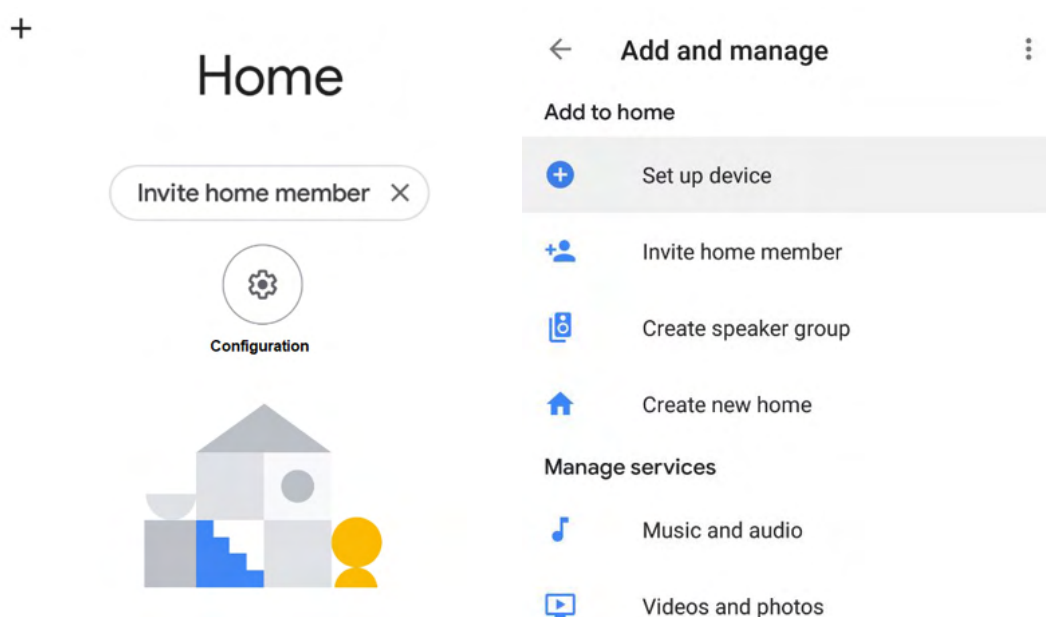 Home
Invite home member
Configuration
Add and manage
Add to home
Set up device
Invite home member
Create speaker group
Create new home
Manage services
Music and audio
Videos and photos